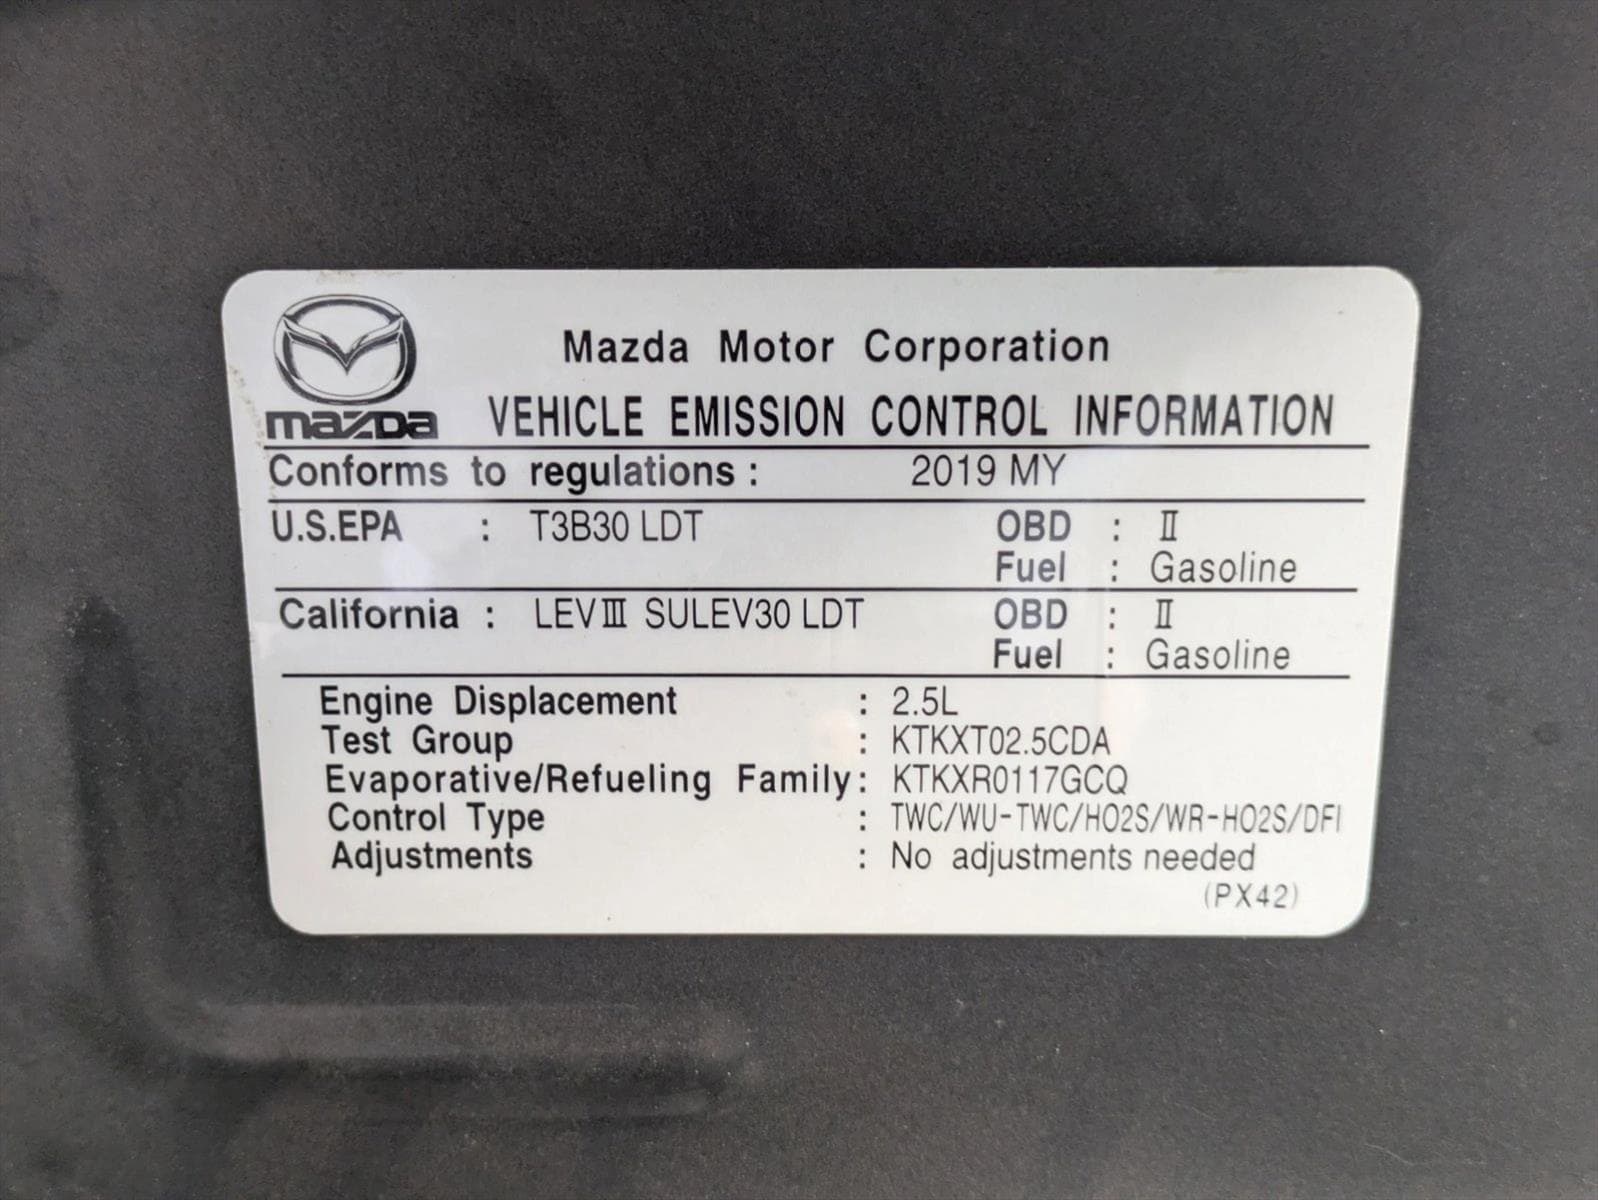 Mazda Motor Corporation
mazda VEHICLE EMISSION CONTROL INFORMATION
Conforms to regulations : 2019 MY
U.S.EPA : T3B30 LDT OBD : II
Fuel : Gasoline
California : LEVIII SULEV30 LDT OBD : II
Fuel : Gasoline
Engine Displacement : 2.5L
Test Group : KTKXT02.5CDA
Evaporative/Refueling Family : KTKXR0117GCQ
Control Type : TWC/WU-TWC/HO2S/WR-HO2S/DFI
Adjustments : No adjustments needed
(PX42)